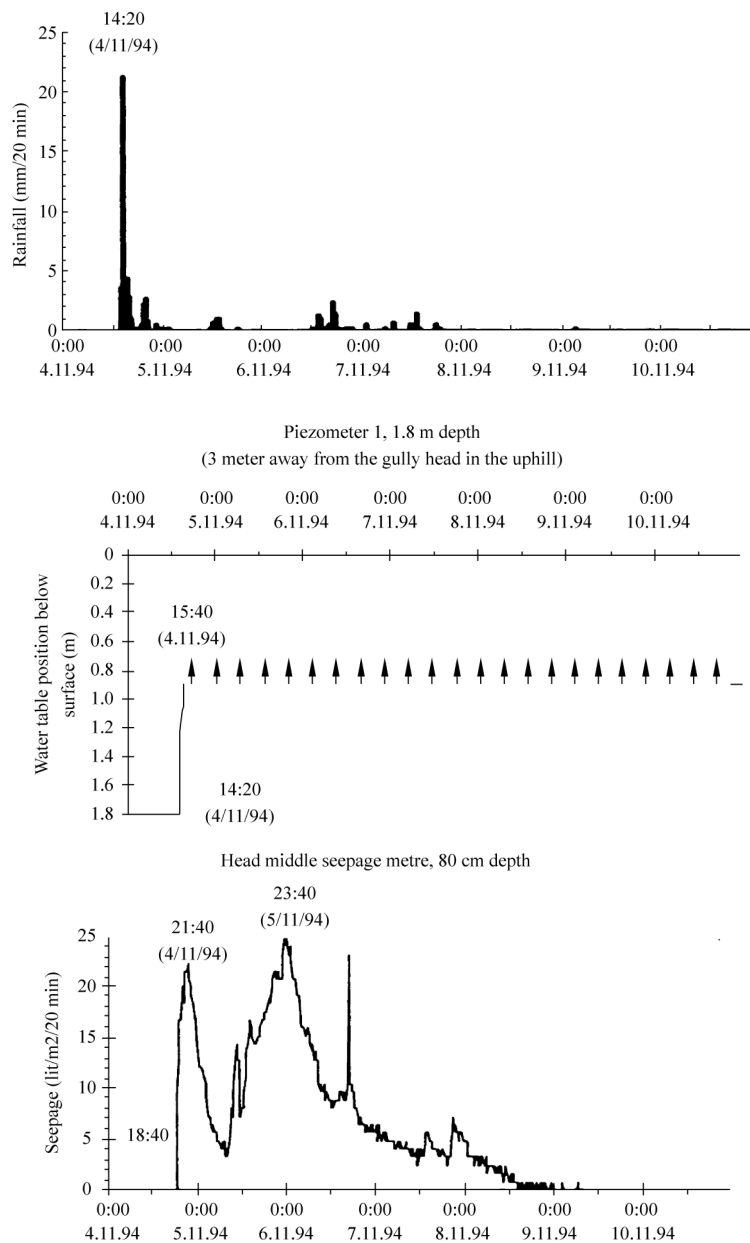 14:20
(4/11/94)
25
20
15
10
5
0
Rainfall (mm/20 min)
0:00 0:00 0:00 0:00 0:00 0:00 0:00
4.11.94 5.11.94 6.11.94 7.11.94 8.11.94 9.11.94 10.11.94
Piezometer 1, 1.8 m depth
(3 meter away from the gully head in the uphill)
0:00 0:00 0:00 0:00 0:00 0:00 0:00
4.11.94 5.11.94 6.11.94 7.11.94 8.11.94 9.11.94 10.11.94
0
0.2
0.4
0.6
0.8
1.0
1.2
1.4
1.6
1.8
Water table position below
surface (m)
15:40
(4.11.94)
14:20
(4/11/94)
Head middle seepage metre, 80 cm depth
23:40
(5/11/94)
21:40
(4/11/94)
25
20
15
10
5
0
Seepage (lit/m2/20 min)
18:40
0:00 0:00 0:00 0:00 0:00 0:00 0:00
4.11.94 5.11.94 6.11.94 7.11.94 8.11.94 9.11.94 10.11.94